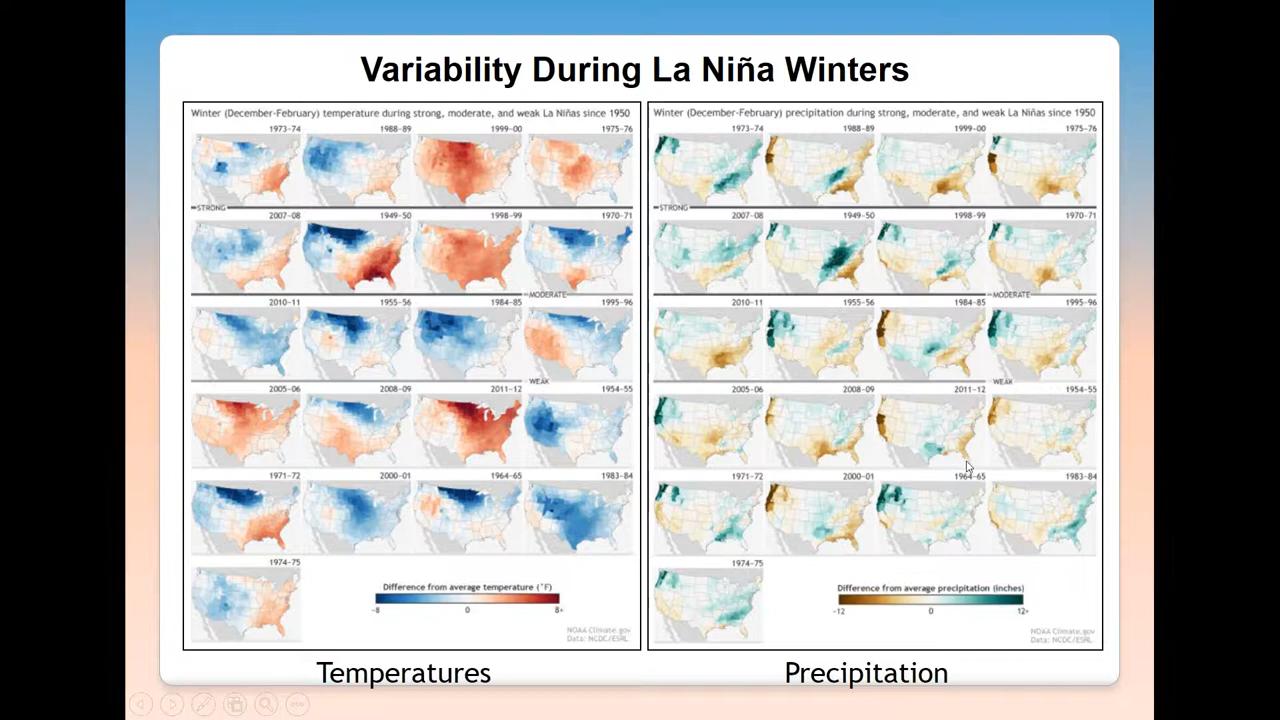 Variability During La Niña Winters
Winter (December-February) temperature during strong, moderate, and weak La Niñas since 1950
1973-74 1988-89 1999-00 1975-76
STRONG
2007-08 1949-50 1998-99 1970-71
MODERATE
2010-11 1955-56 1984-85 1995-96
WEAK
2005-06 2008-09 2011-12 1954-55
1971-72 2000-01 1964-65 1983-84
1974-75
Difference from average temperature (°F)
-8 0 8+
NOAA Climate.gov
Data: NCDC/ESRL
Temperatures
Winter (December-February) precipitation during strong, moderate, and weak La Niñas since 1950
1973-74 1988-89 1999-00 1975-76
STRONG
2007-08 1949-50 1998-99 1970-71
MODERATE
2010-11 1955-56 1984-85 1995-96
WEAK
2005-06 2008-09 2011-12 1954-55
1971-72 2000-01 1964-65 1983-84
1974-75
Difference from average precipitation (inches)
-12 0 12+
NOAA Climate.gov
Data: NCDC/ESRL
Precipitation